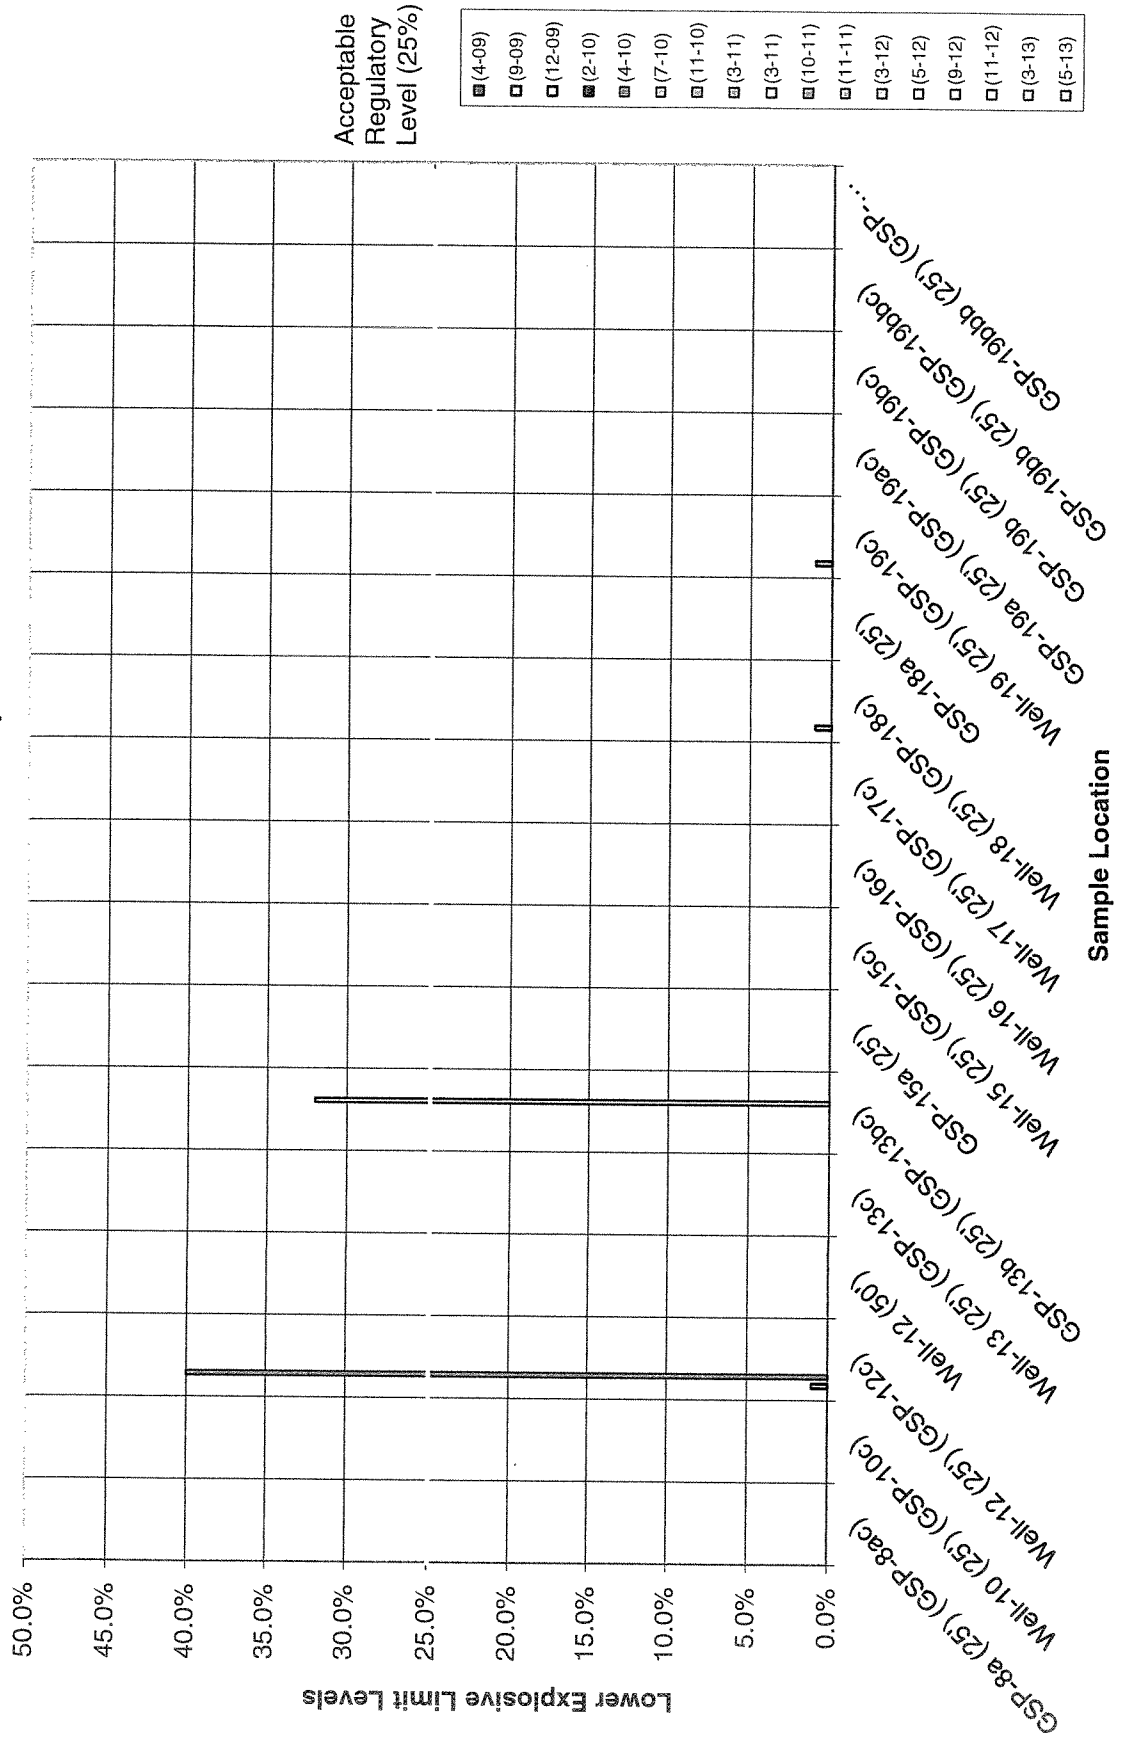 Acceptable
Regulatory
Level (25%)
(4-09)
(9-09)
(12-09)
(2-10)
(4-10)
(7-10)
(11-10)
(3-11)
(3-11)
(10-11)
(11-11)
(3-12)
(5-12)
(9-12)
(11-12)
(3-13)
(5-13)
50.0%
45.0%
40.0%
35.0%
30.0%
25.0%
20.0%
15.0%
10.0%
5.0%
0.0%
Lower Explosive Limit Levels
GSP-8a (25') (GSP-8ac)
Well-10 (25') (GSP-10c)
Well-12 (25') (GSP-12c)
Well-12 (50')
Well-13 (25') (GSP-13c)
GSP-13b (25') (GSP-13bc)
GSP-15a (25')
Well-15 (25') (GSP-15c)
Well-16 (25') (GSP-16c)
Well-17 (25') (GSP-17c)
Well-18 (25') (GSP-18c)
GSP-18a (25')
Well-19 (25') (GSP-19c)
GSP-19a (25') (GSP-19ac)
GSP-19b (25') (GSP-19bc)
GSP-19bb (25') (GSP-19bbc)
GSP-19bbb (25') (GSP-...
Sample Location